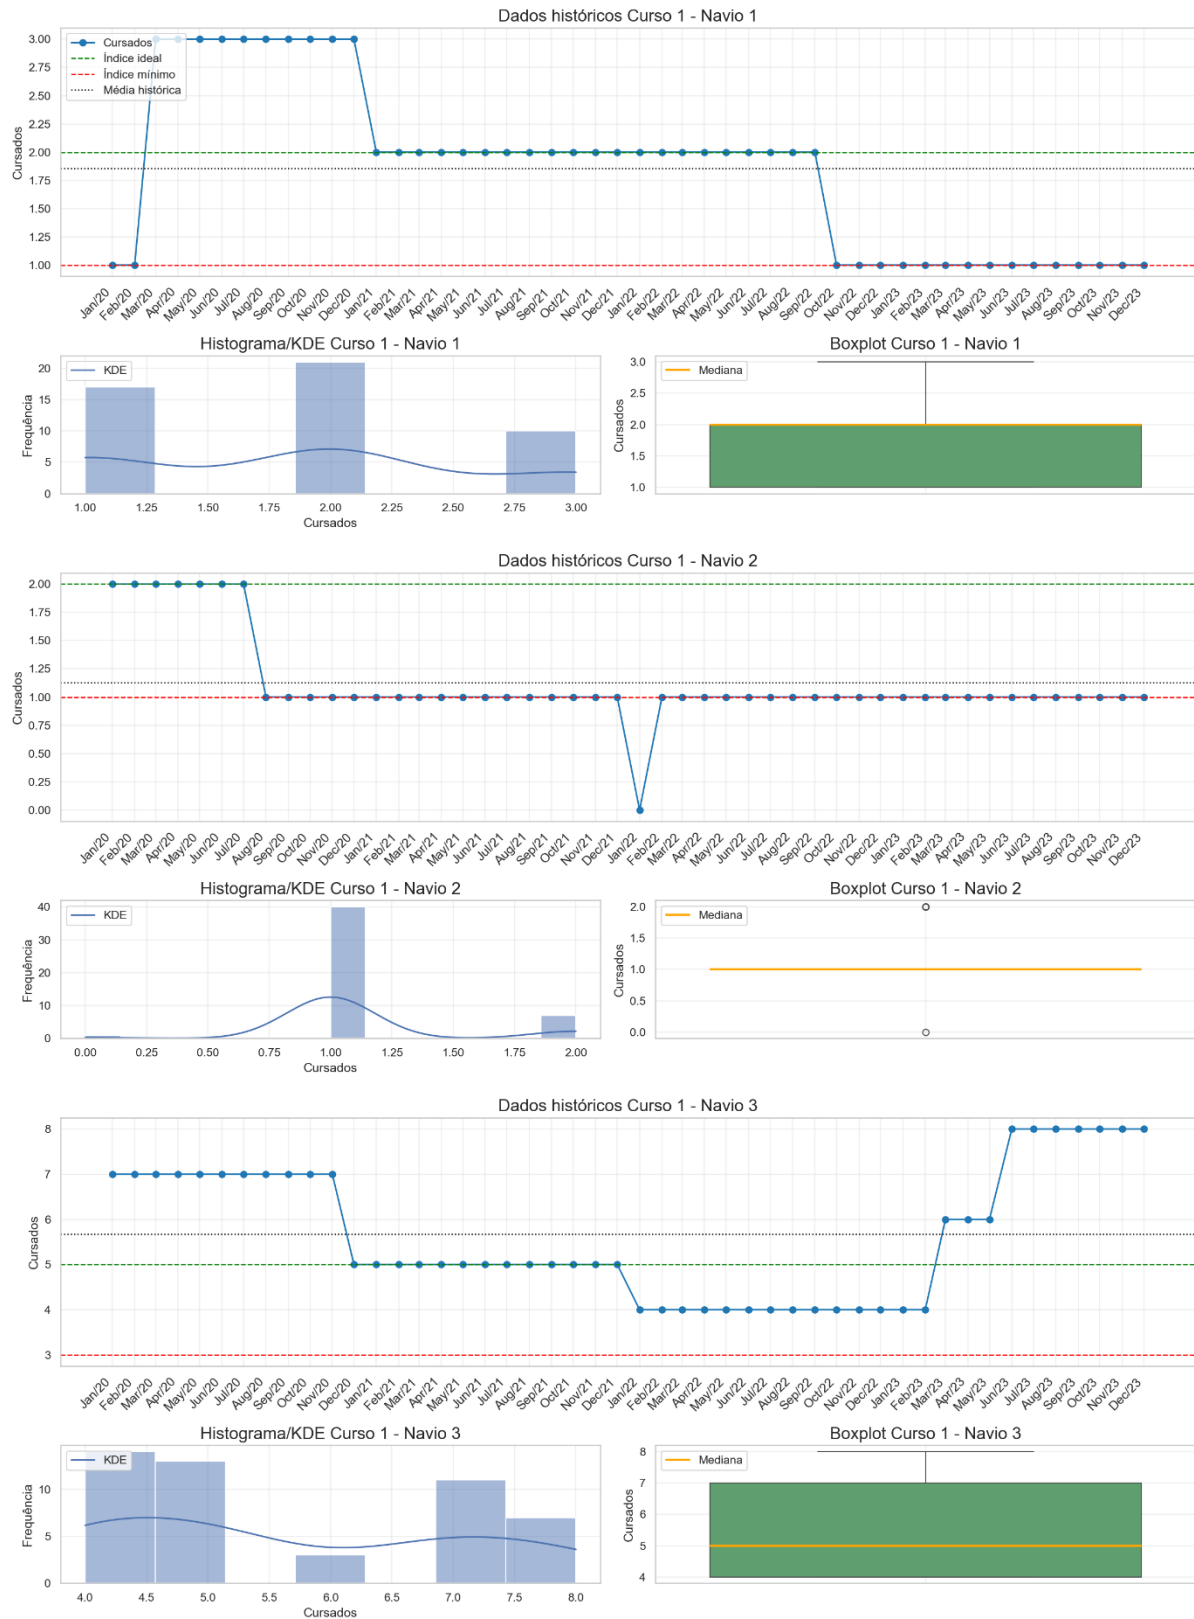 Dados históricos Curso 1 - Navio 1
Cursados
3.00
2.75
2.50
2.25
2.00
1.75
1.50
1.25
1.00
Cursados
Índice ideal
Índice mínimo
Média histórica
Jan/20 Feb/20 Mar/20 Apr/20 May/20 Jun/20 Jul/20 Aug/20 Sep/20 Oct/20 Nov/20 Dec/20 Jan/21 Feb/21 Mar/21 Apr/21 May/21 Jun/21 Jul/21 Aug/21 Sep/21 Oct/21 Nov/21 Dec/21 Jan/22 Feb/22 Mar/22 Apr/22 May/22 Jun/22 Jul/22 Aug/22 Sep/22 Oct/22 Nov/22 Dec/22 Jan/23 Feb/23 Mar/23 Apr/23 May/23 Jun/23 Jul/23 Aug/23 Sep/23 Oct/23 Nov/23 Dec/23
Histograma/KDE Curso 1 - Navio 1
Frequência
20
15
10
5
0
KDE
1.00 1.25 1.50 1.75 2.00 2.25 2.50 2.75 3.00
Cursados
Boxplot Curso 1 - Navio 1
Cursados
3.0
2.5
2.0
1.5
1.0
Mediana
Dados históricos Curso 1 - Navio 2
Cursados
2.00
1.75
1.50
1.25
1.00
0.75
0.50
0.25
0.00
Jan/20 Feb/20 Mar/20 Apr/20 May/20 Jun/20 Jul/20 Aug/20 Sep/20 Oct/20 Nov/20 Dec/20 Jan/21 Feb/21 Mar/21 Apr/21 May/21 Jun/21 Jul/21 Aug/21 Sep/21 Oct/21 Nov/21 Dec/21 Jan/22 Feb/22 Mar/22 Apr/22 May/22 Jun/22 Jul/22 Aug/22 Sep/22 Oct/22 Nov/22 Dec/22 Jan/23 Feb/23 Mar/23 Apr/23 May/23 Jun/23 Jul/23 Aug/23 Sep/23 Oct/23 Nov/23 Dec/23
Histograma/KDE Curso 1 - Navio 2
Frequência
40
30
20
10
0
KDE
0.00 0.25 0.50 0.75 1.00 1.25 1.50 1.75 2.00
Cursados
Boxplot Curso 1 - Navio 2
Cursados
2.0
1.5
1.0
0.5
0.0
Mediana
Dados históricos Curso 1 - Navio 3
Cursados
8
7
6
5
4
3
Jan/20 Feb/20 Mar/20 Apr/20 May/20 Jun/20 Jul/20 Aug/20 Sep/20 Oct/20 Nov/20 Dec/20 Jan/21 Feb/21 Mar/21 Apr/21 May/21 Jun/21 Jul/21 Aug/21 Sep/21 Oct/21 Nov/21 Dec/21 Jan/22 Feb/22 Mar/22 Apr/22 May/22 Jun/22 Jul/22 Aug/22 Sep/22 Oct/22 Nov/22 Dec/22 Jan/23 Feb/23 Mar/23 Apr/23 May/23 Jun/23 Jul/23 Aug/23 Sep/23 Oct/23 Nov/23 Dec/23
Histograma/KDE Curso 1 - Navio 3
Frequência
10
5
0
KDE
4.0 4.5 5.0 5.5 6.0 6.5 7.0 7.5 8.0
Cursados
Boxplot Curso 1 - Navio 3
Cursados
8
7
6
5
4
Mediana